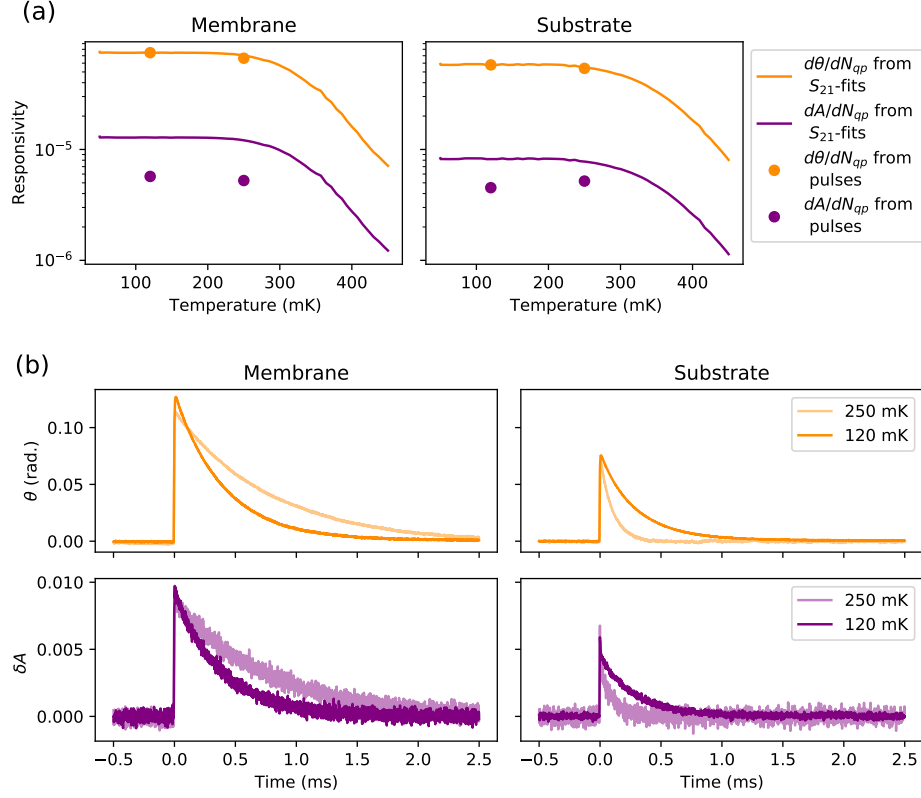 (a)
Membrane
Substrate
Responsivity
10⁻⁵
10⁻⁶
100 200 300 400
100 200 300 400
Temperature (mK)
Temperature (mK)
dθ/dN_qp from
S₂₁-fits
dA/dN_qp from
S₂₁-fits
dθ/dN_qp from
pulses
dA/dN_qp from
pulses
(b)
Membrane
Substrate
θ (rad.)
0.10
0.05
0.00
250 mK
120 mK
δA
0.010
0.005
0.000
250 mK
120 mK
−0.5 0.0 0.5 1.0 1.5 2.0 2.5
−0.5 0.0 0.5 1.0 1.5 2.0 2.5
Time (ms)
Time (ms)